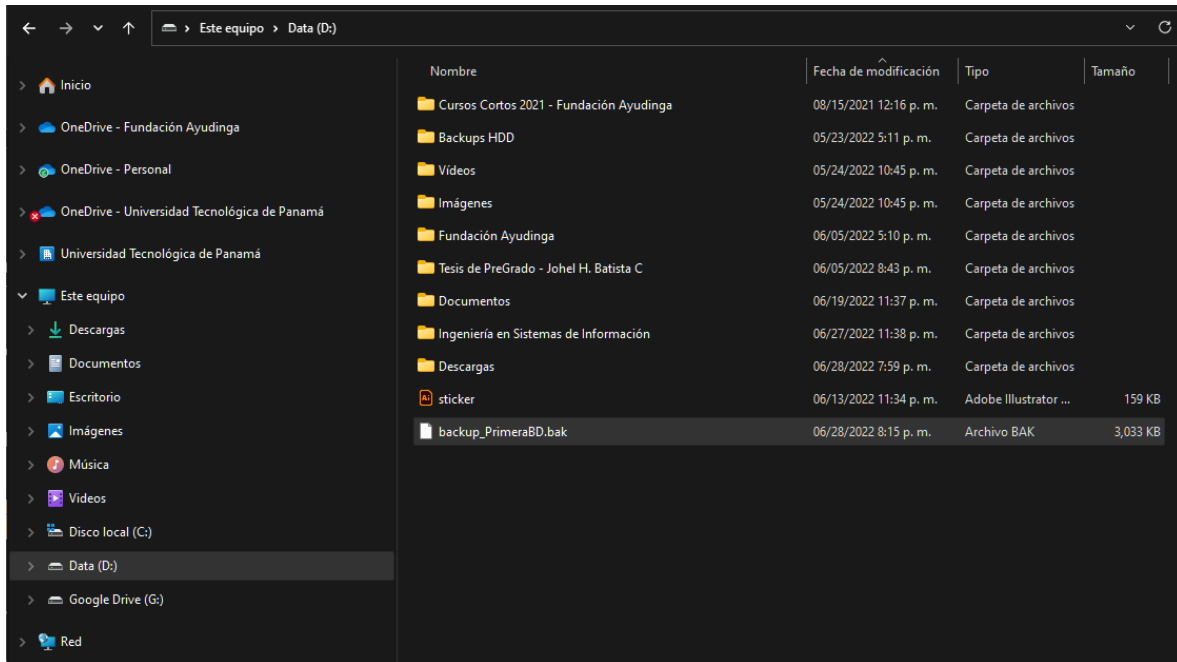 Este equipo > Data (D:)
Inicio
OneDrive - Fundación Ayudinga
OneDrive - Personal
OneDrive - Universidad Tecnológica de Panamá
Universidad Tecnológica de Panamá
Este equipo
Descargas
Documentos
Escritorio
Imágenes
Música
Videos
Disco local (C:)
Data (D:)
Google Drive (G:)
Red
Nombre Fecha de modificación Tipo Tamaño
Cursos Cortos 2021 - Fundación Ayudinga 08/15/2021 12:16 p. m. Carpeta de archivos
Backups HDD 05/23/2022 5:11 p. m. Carpeta de archivos
Vídeos 05/24/2022 10:45 p. m. Carpeta de archivos
Imágenes 05/24/2022 10:45 p. m. Carpeta de archivos
Fundación Ayudinga 06/05/2022 5:10 p. m. Carpeta de archivos
Tesis de PreGrado - Johel H. Batista C 06/05/2022 8:43 p. m. Carpeta de archivos
Documentos 06/19/2022 11:37 p. m. Carpeta de archivos
Ingeniería en Sistemas de Información 06/27/2022 11:38 p. m. Carpeta de archivos
Descargas 06/28/2022 7:59 p. m. Carpeta de archivos
Ai sticker 06/13/2022 11:34 p. m. Adobe Illustrator ... 159 KB
backup_PrimeraBD.bak 06/28/2022 8:15 p. m. Archivo BAK 3,033 KB